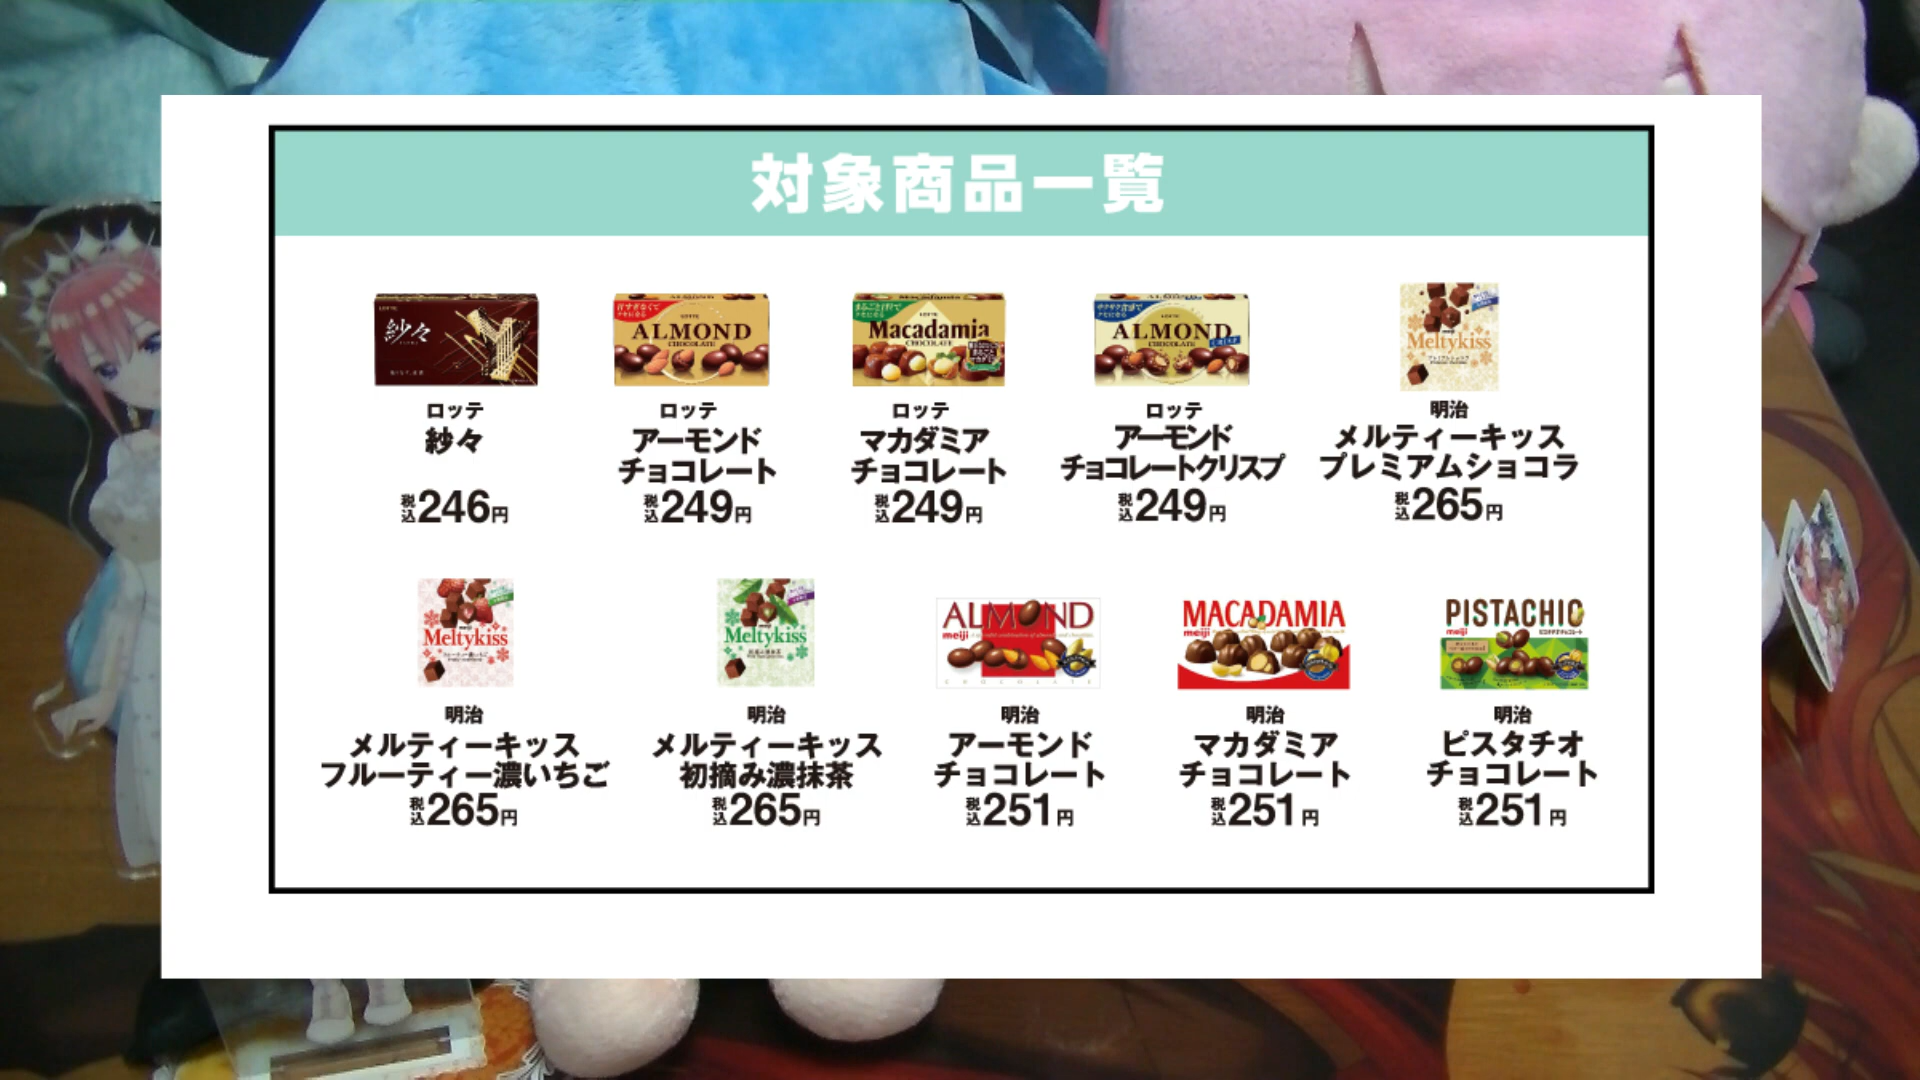 対象商品一覧
LOTTE
紗々
ALMOND
CHOCOLATE
Macadamia
CHOCOLATE
ALMOND
CHOCOLATE
CRISP
meiji
Meltykiss
ロッテ
紗々
税込246円
ロッテ
アーモンド
チョコレート
税込249円
ロッテ
マカダミア
チョコレート
税込249円
ロッテ
アーモンド
チョコレートクリスプ
税込249円
明治
メルティーキッス
プレミアムショコラ
税込265円
Meltykiss
Meltykiss
ALMOND
meiji
CHOCOLATE
MACADAMIA
meiji
PISTACHIO
meiji
明治
メルティーキッス
フルーティー濃いちご
税込265円
明治
メルティーキッス
初摘み濃抹茶
税込265円
明治
アーモンド
チョコレート
税込251円
明治
マカダミア
チョコレート
税込251円
明治
ピスタチオ
チョコレート
税込251円